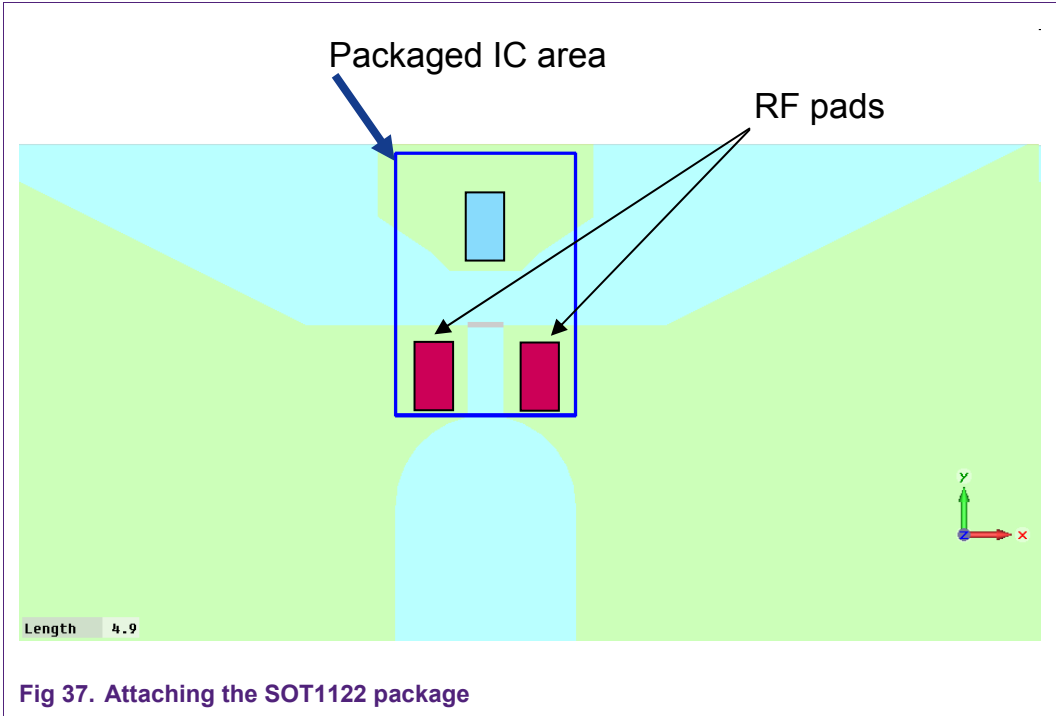 Packaged IC area
RF pads
Y
Z
X
Length 4.9
Fig 37. Attaching the SOT1122 package